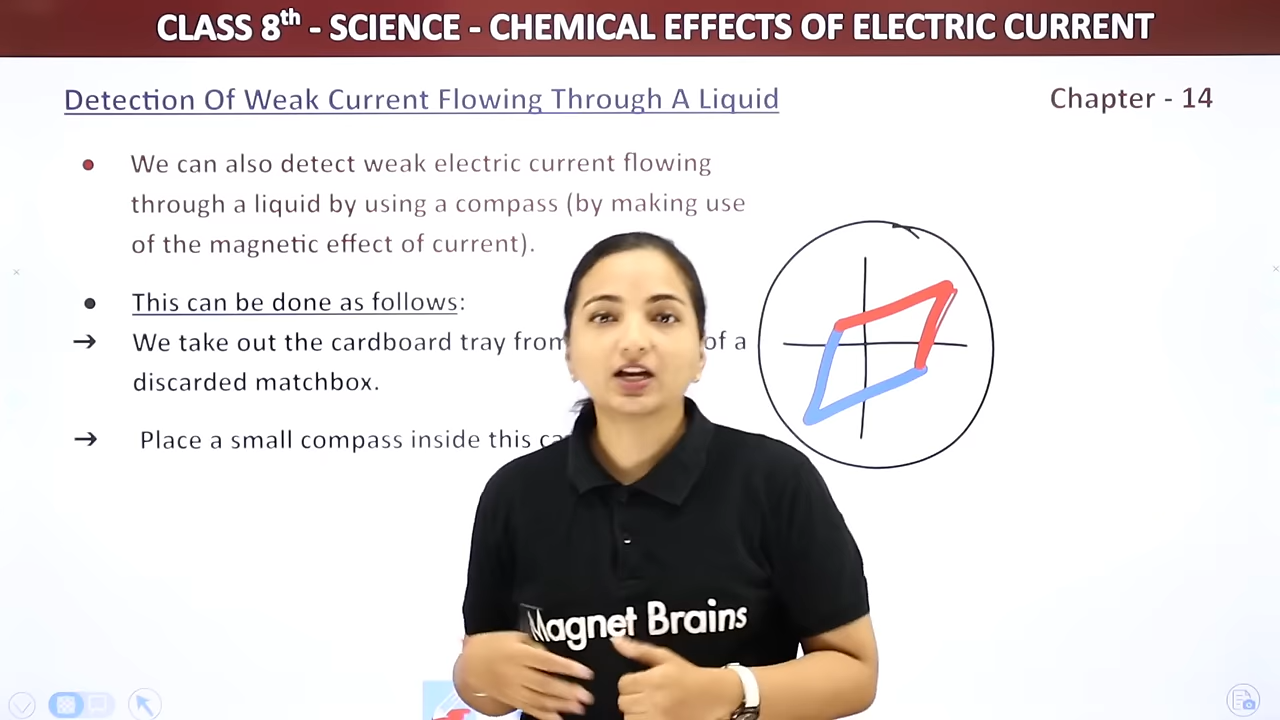 CLASS 8th - SCIENCE - CHEMICAL EFFECTS OF ELECTRIC CURRENT
Detection Of Weak Current Flowing Through A Liquid
Chapter - 14
• We can also detect weak electric current flowing
through a liquid by using a compass (by making use
of the magnetic effect of current).
• This can be done as follows:
→ We take out the cardboard tray from of a
discarded matchbox.
→ Place a small compass inside this
Magnet Brains